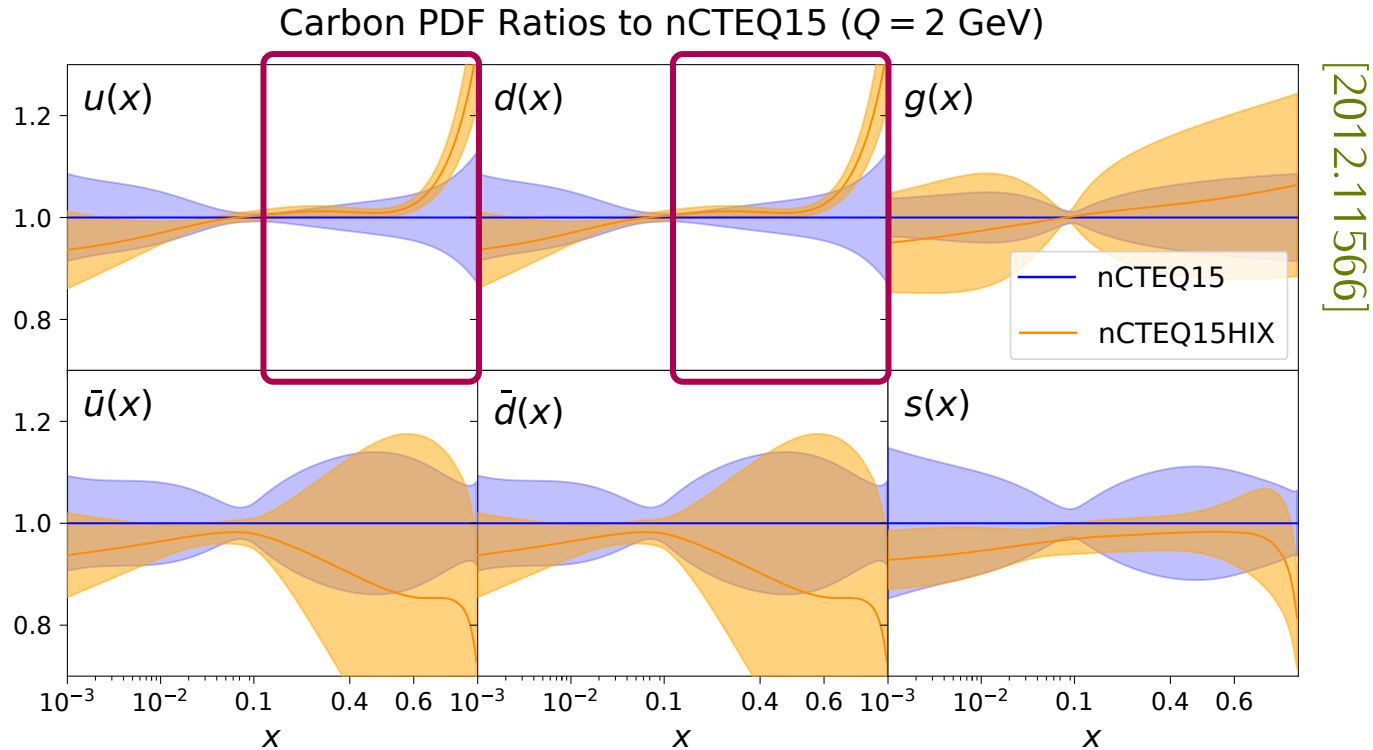 Carbon PDF Ratios to nCTEQ15 (Q = 2 GeV)
[2012.11566]
u(x)
d(x)
g(x)
1.2
1.0
0.8
nCTEQ15
nCTEQ15HIX
ū(x)
d̄(x)
s(x)
1.2
1.0
0.8
10⁻³ 10⁻² 0.1 0.4 0.6 10⁻³ 10⁻² 0.1 0.4 0.6 10⁻³ 10⁻² 0.1 0.4 0.6
x x x